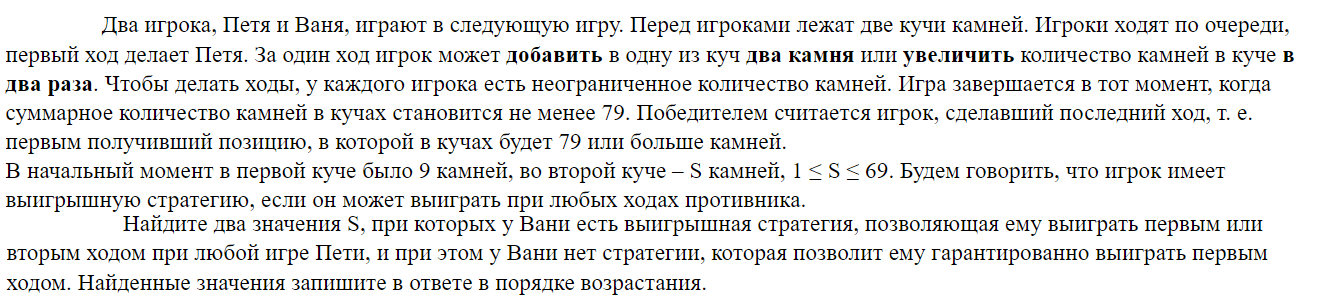 Два игрока, Петя и Ваня, играют в следующую игру. Перед игроками лежат две кучи камней. Игроки ходят по очереди,
первый ход делает Петя. За один ход игрок может добавить в одну из куч два камня или увеличить количество камней в куче в
два раза. Чтобы делать ходы, у каждого игрока есть неограниченное количество камней. Игра завершается в тот момент, когда
суммарное количество камней в кучах становится не менее 79. Победителем считается игрок, сделавший последний ход, т. е.
первым получивший позицию, в которой в кучах будет 79 или больше камней.
В начальный момент в первой куче было 9 камней, во второй куче – S камней, 1 ≤ S ≤ 69. Будем говорить, что игрок имеет
выигрышную стратегию, если он может выиграть при любых ходах противника.
Найдите два значения S, при которых у Вани есть выигрышная стратегия, позволяющая ему выиграть первым или
вторым ходом при любой игре Пети, и при этом у Вани нет стратегии, которая позволит ему гарантированно выиграть первым
ходом. Найденные значения запишите в ответе в порядке возрастания.